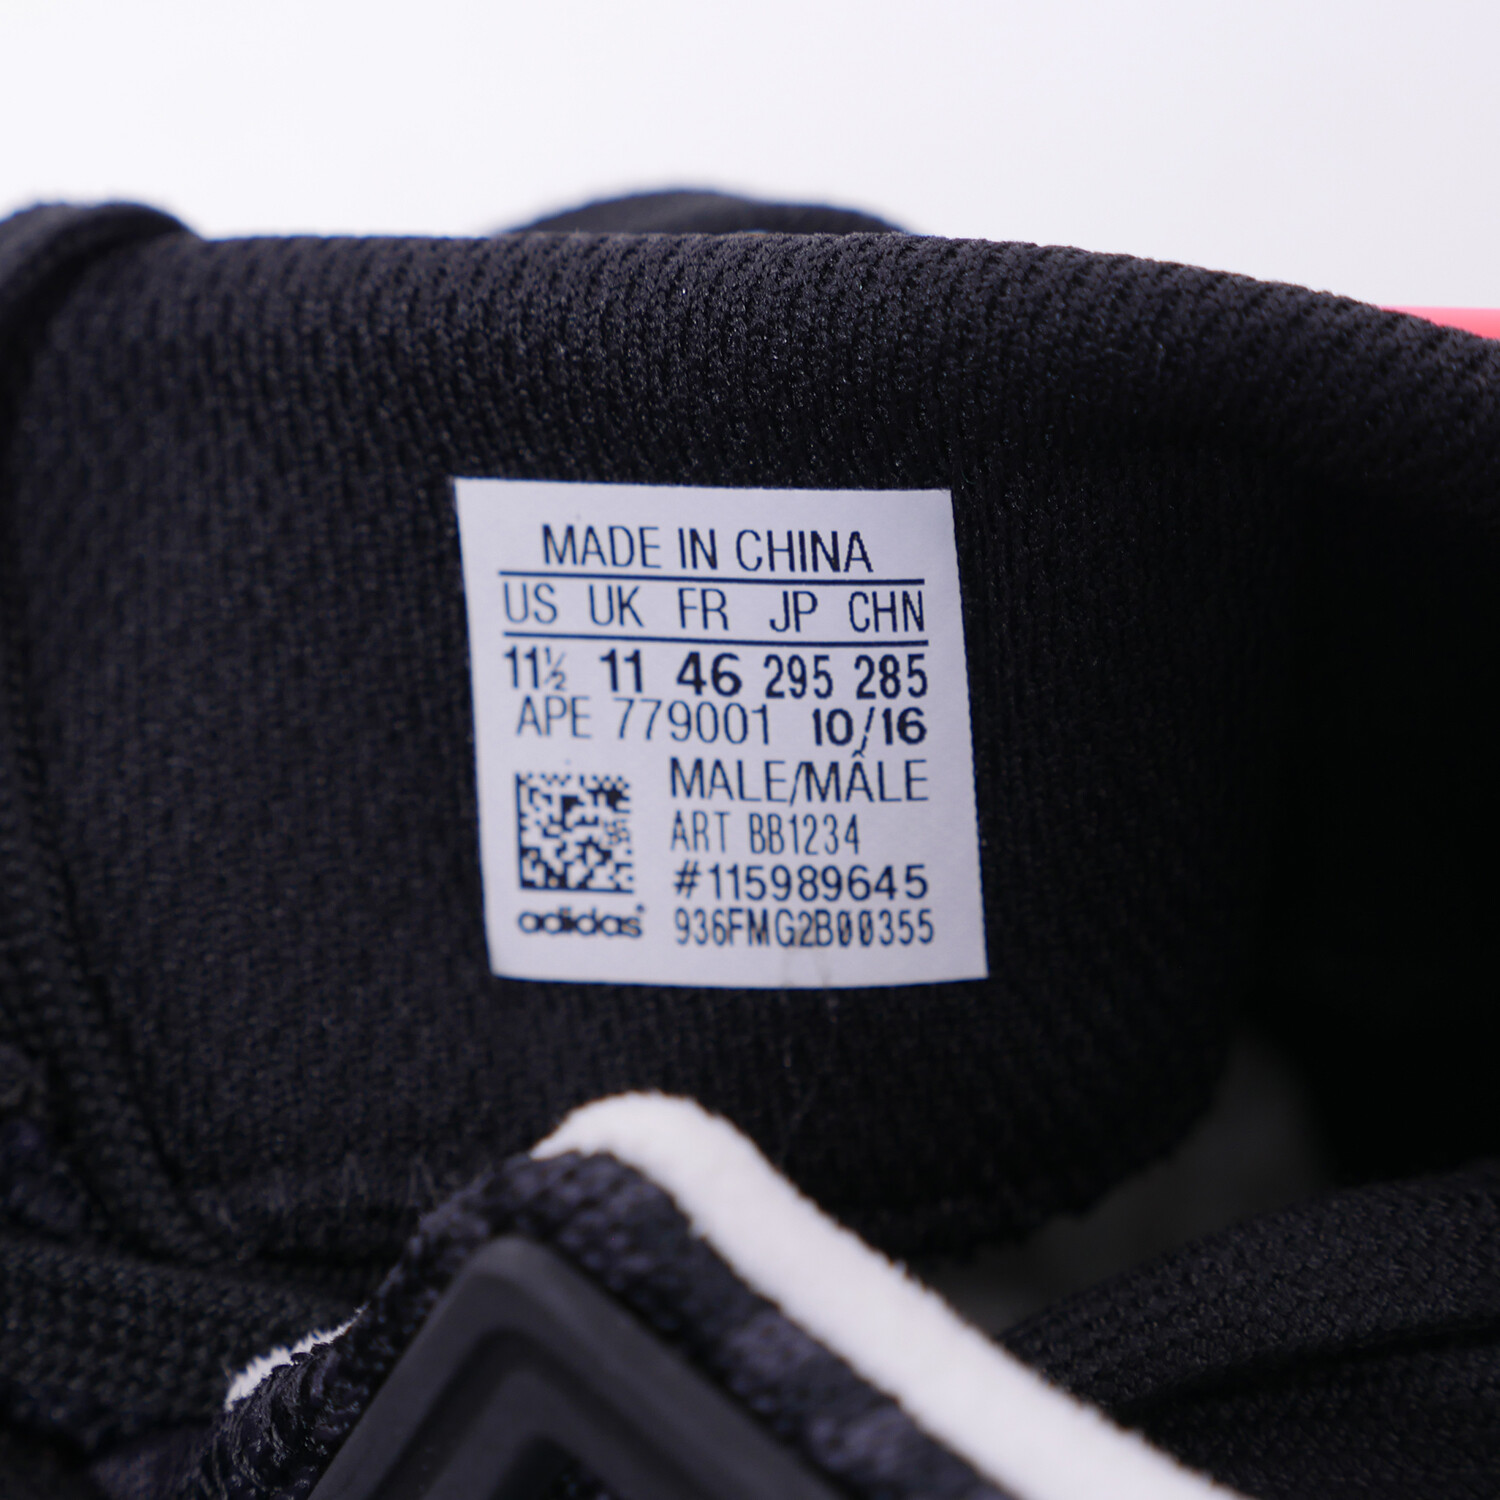 MADE IN CHINA
US UK FR JP CHN
11½ 11 46 295 285
APE 779001 10/16
MALE/MÂLE
ART BB1234
#115989645
adidas 936FMG2B00355